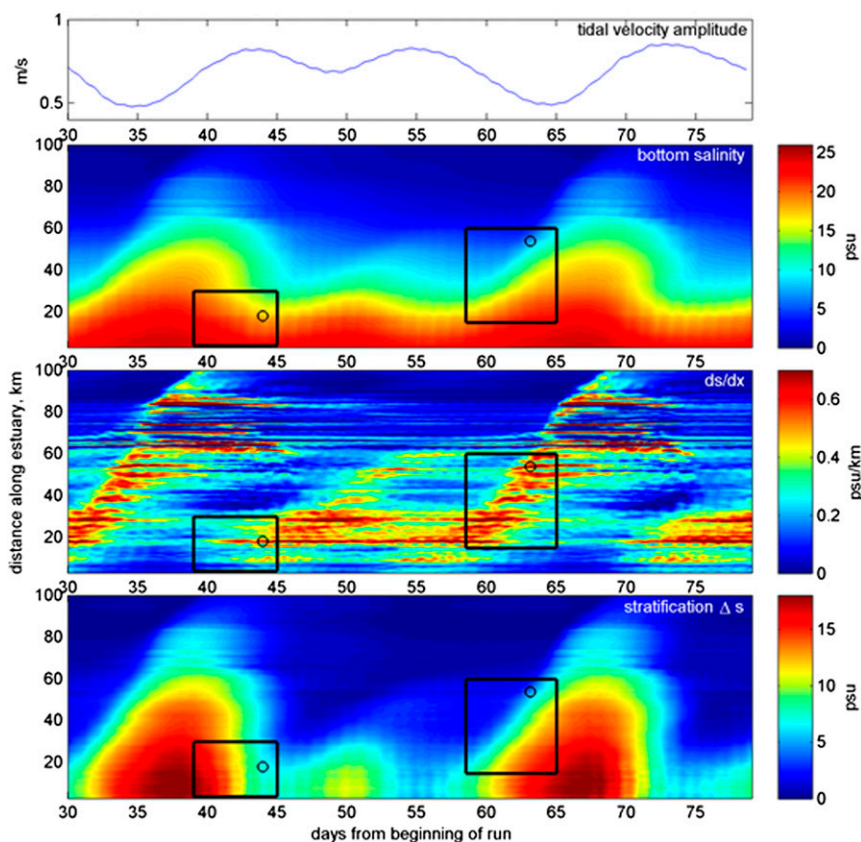 1
tidal velocity amplitude
m/s
0.5
30 35 40 45 50 55 60 65 70 75
100
bottom salinity
25
80
20
60
15
psu
40
10
20
5
0
30 35 40 45 50 55 60 65 70 75
100
ds/dx
80
0.6
60
0.4
psu/km
40
0.2
20
0
distance along estuary, km
30 35 40 45 50 55 60 65 70 75
100
stratification Δ s
80
15
60
10
psu
40
5
20
0
30 35 40 45 50 55 60 65 70 75
days from beginning of run